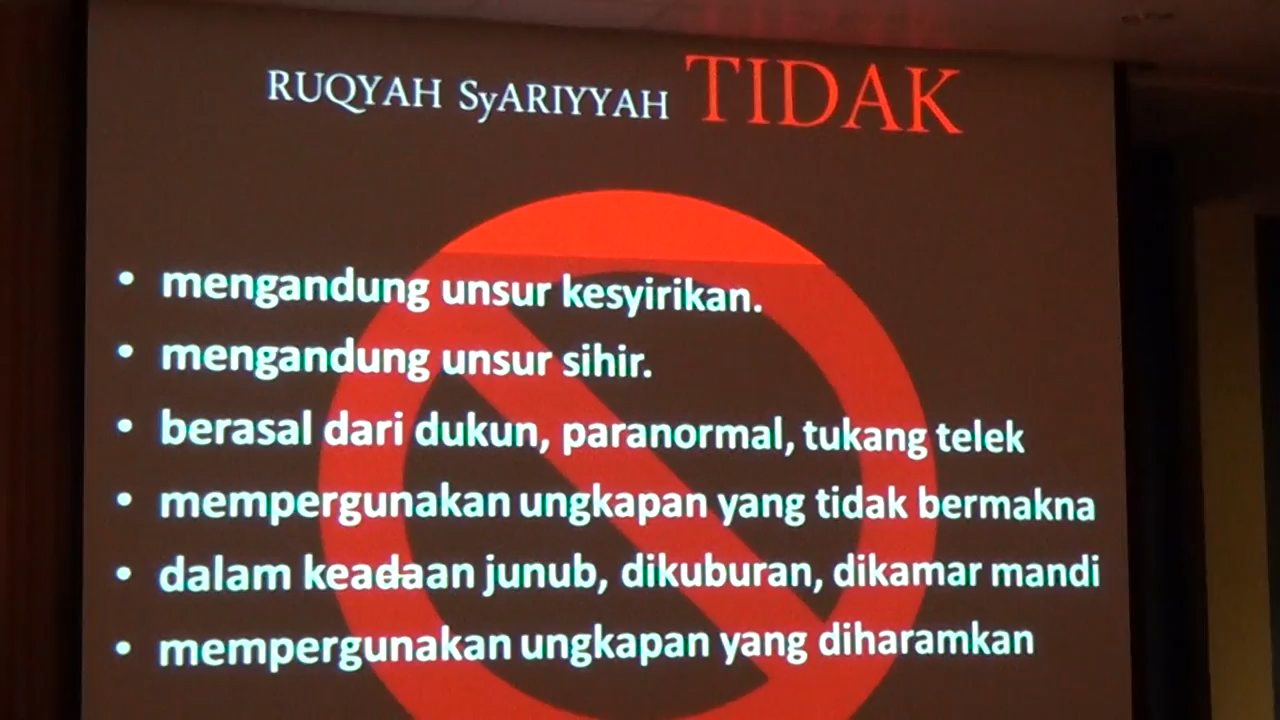 RUQYAH SyARIYYAH TIDAK
• mengandung unsur kesyirikan.
• mengandung unsur sihir.
• berasal dari dukun, paranormal, tukang telek
• mempergunakan ungkapan yang tidak bermakna
• dalam keadaan junub, dikuburan, dikamar mandi
• mempergunakan ungkapan yang diharamkan